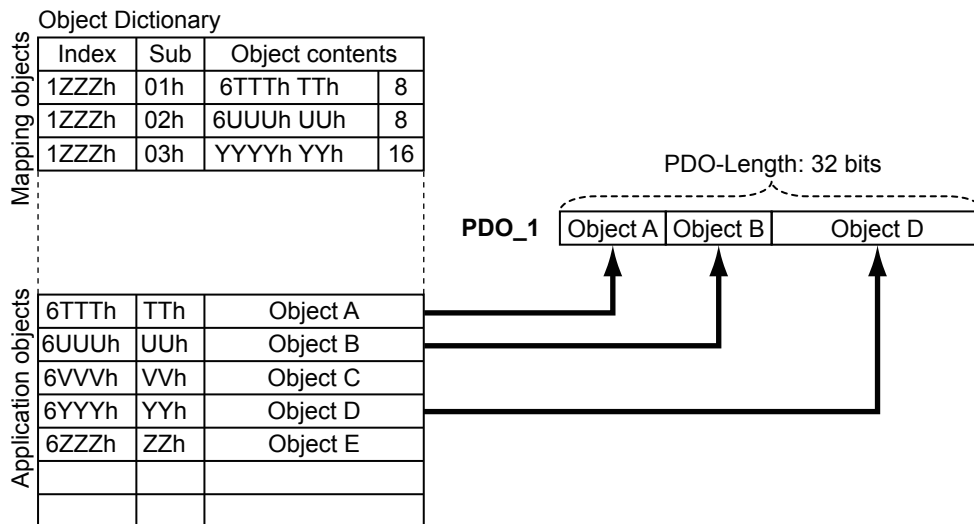 Object Dictionary
Mapping objects
Index Sub Object contents
1ZZZh 01h 6TTTh TTh 8
1ZZZh 02h 6UUUh UUh 8
1ZZZh 03h YYYYh YYh 16
PDO-Length: 32 bits
PDO_1 Object A Object B Object D
Application objects
6TTTh TTh Object A
6UUUh UUh Object B
6VVVh VVh Object C
6YYYh YYh Object D
6ZZZh ZZh Object E